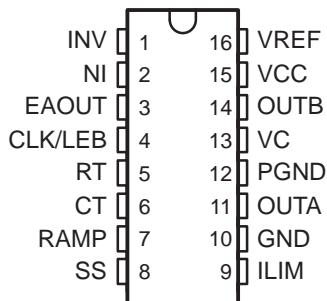 INV 1 16 VREF
NI 2 15 VCC
EAOUT 3 14 OUTB
CLK/LEB 4 13 VC
RT 5 12 PGND
CT 6 11 OUTA
RAMP 7 10 GND
SS 8 9 ILIM